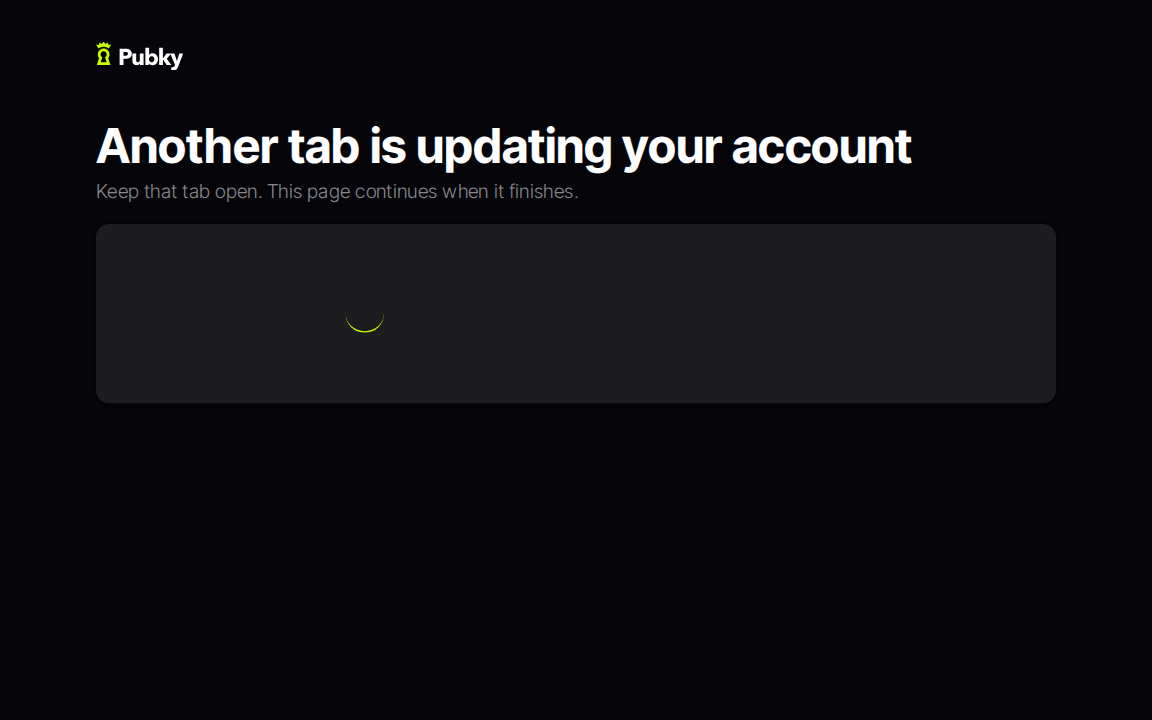 Pubky
Another tab is updating your account
Keep that tab open. This page continues when it finishes.